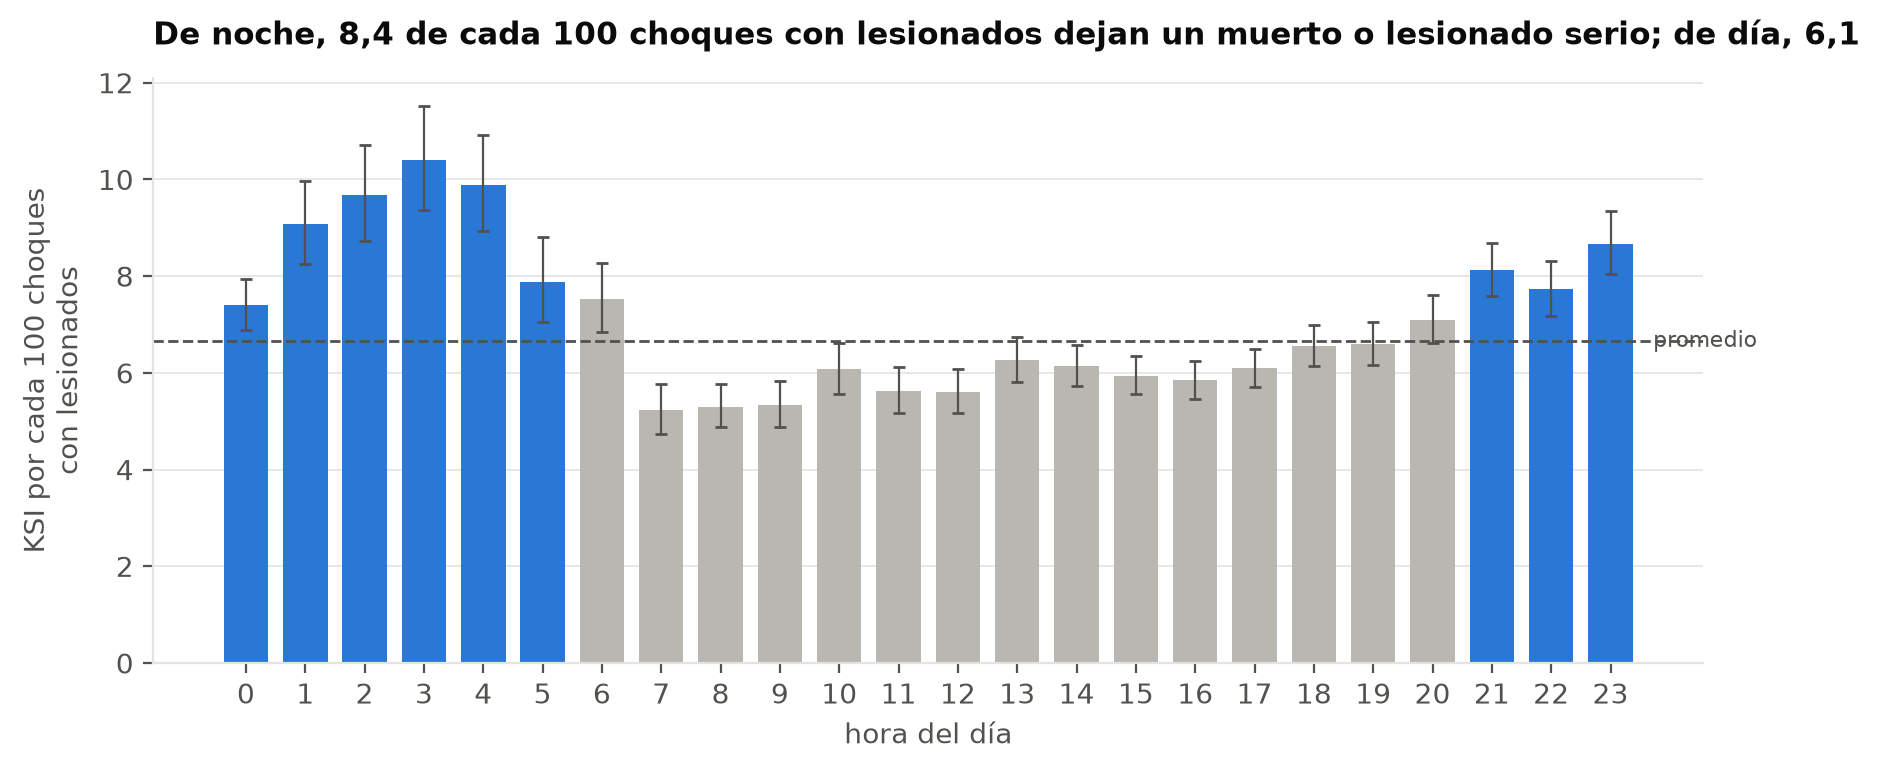 De noche, 8,4 de cada 100 choques con lesionados dejan un muerto o lesionado serio; de día, 6,1
KSI por cada 100 choques
con lesionados
12
10
8
6
4
2
0
promedio
0 1 2 3 4 5 6 7 8 9 10 11 12 13 14 15 16 17 18 19 20 21 22 23
hora del día